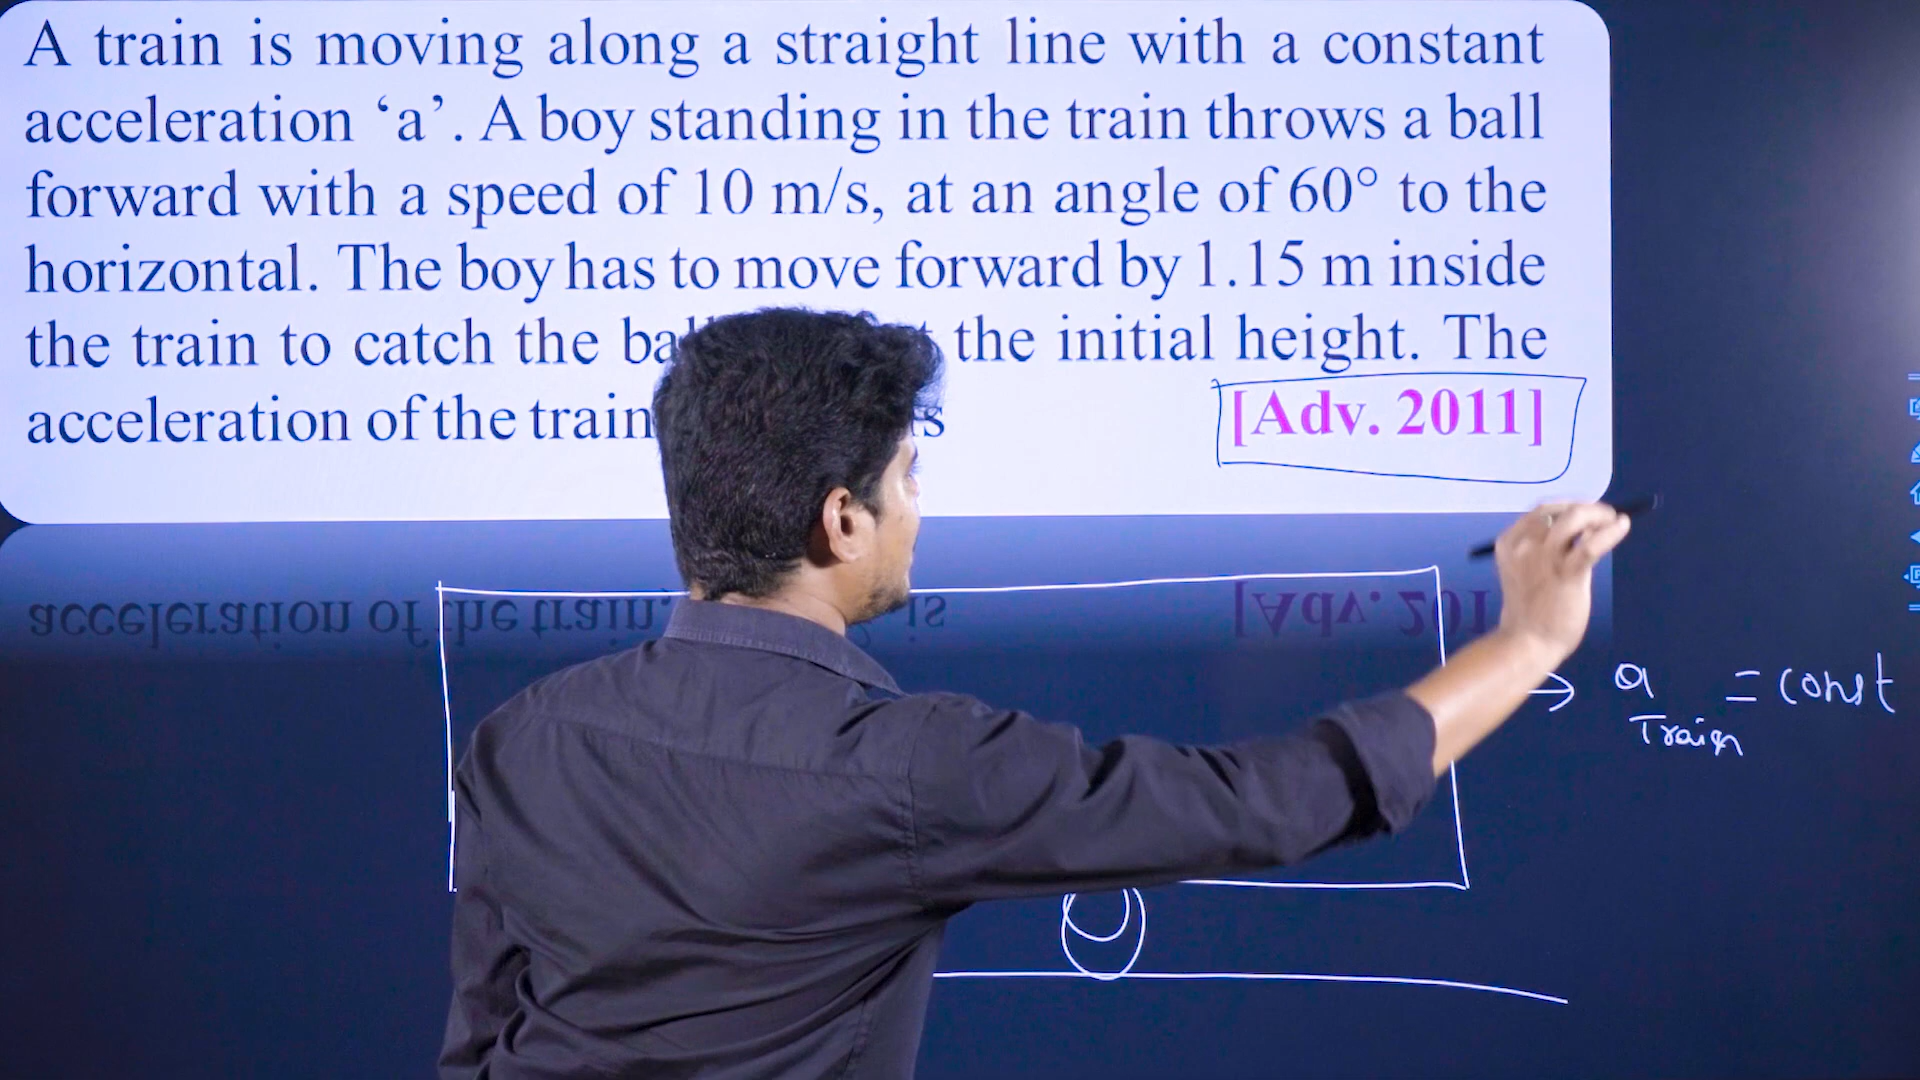 A train is moving along a straight line with a constant
acceleration ‘a’. A boy standing in the train throws a ball
forward with a speed of 10 m/s, at an angle of 60° to the
horizontal. The boy has to move forward by 1.15 m inside
the train to catch the the initial height. The
acceleration of the train [Adv. 2011]
a = const
Train